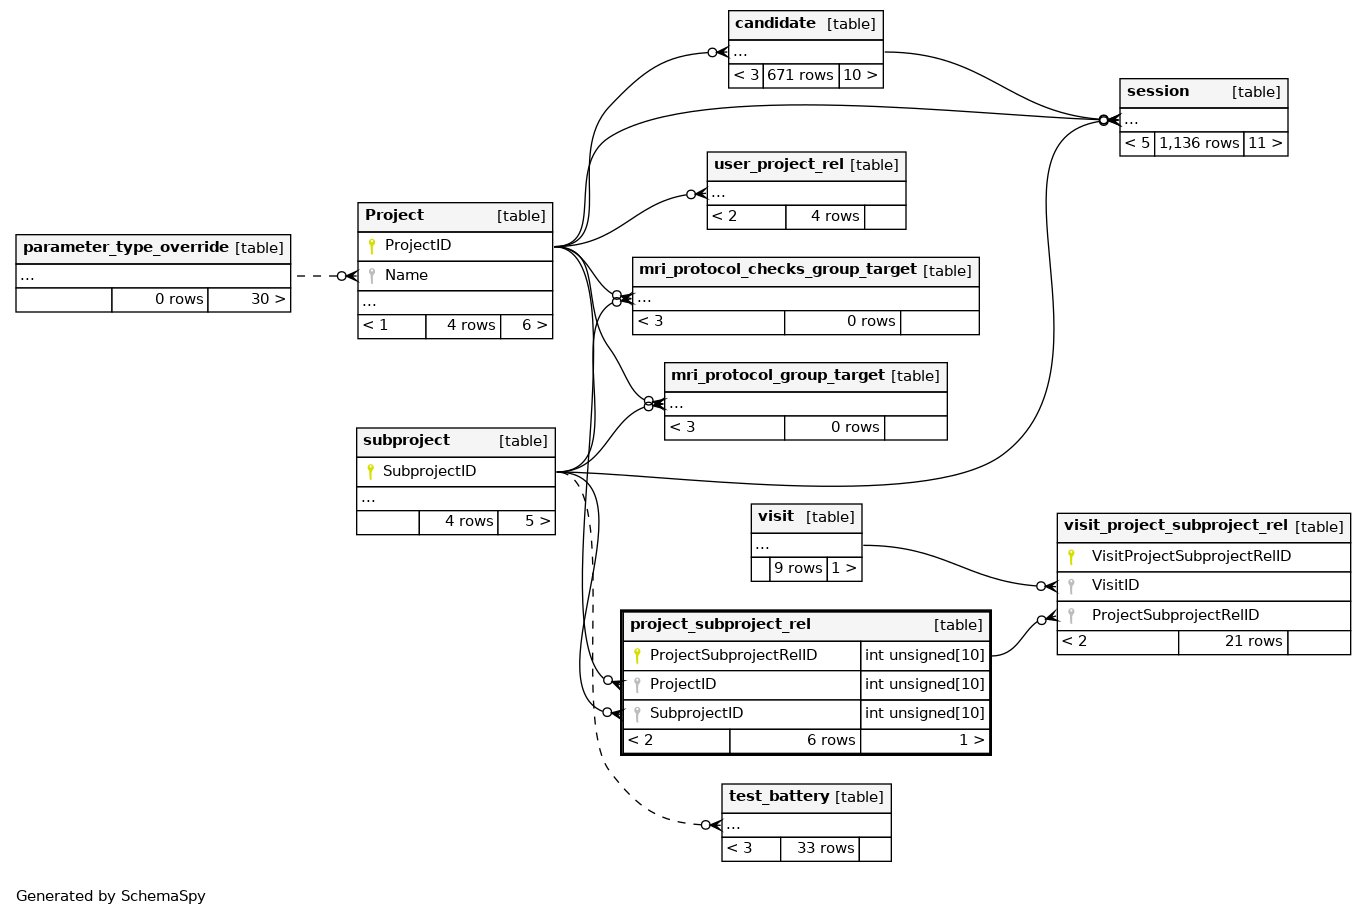 candidate [table]
...
< 3 671 rows 10 >
session [table]
...
< 5 1,136 rows 11 >
user_project_rel [table]
...
< 2 4 rows
Project [table]
ProjectID
Name
...
< 1 4 rows 6 >
parameter_type_override [table]
...
0 rows 30 >
mri_protocol_checks_group_target [table]
...
< 3 0 rows
mri_protocol_group_target [table]
...
< 3 0 rows
subproject [table]
SubprojectID
...
4 rows 5 >
visit [table]
...
9 rows 1 >
visit_project_subproject_rel [table]
VisitProjectSubprojectRelID
VisitID
ProjectSubprojectRelID
< 2 21 rows
project_subproject_rel [table]
ProjectSubprojectRelID int unsigned[10]
ProjectID int unsigned[10]
SubprojectID int unsigned[10]
< 2 6 rows 1 >
test_battery [table]
...
< 3 33 rows
Generated by SchemaSpy